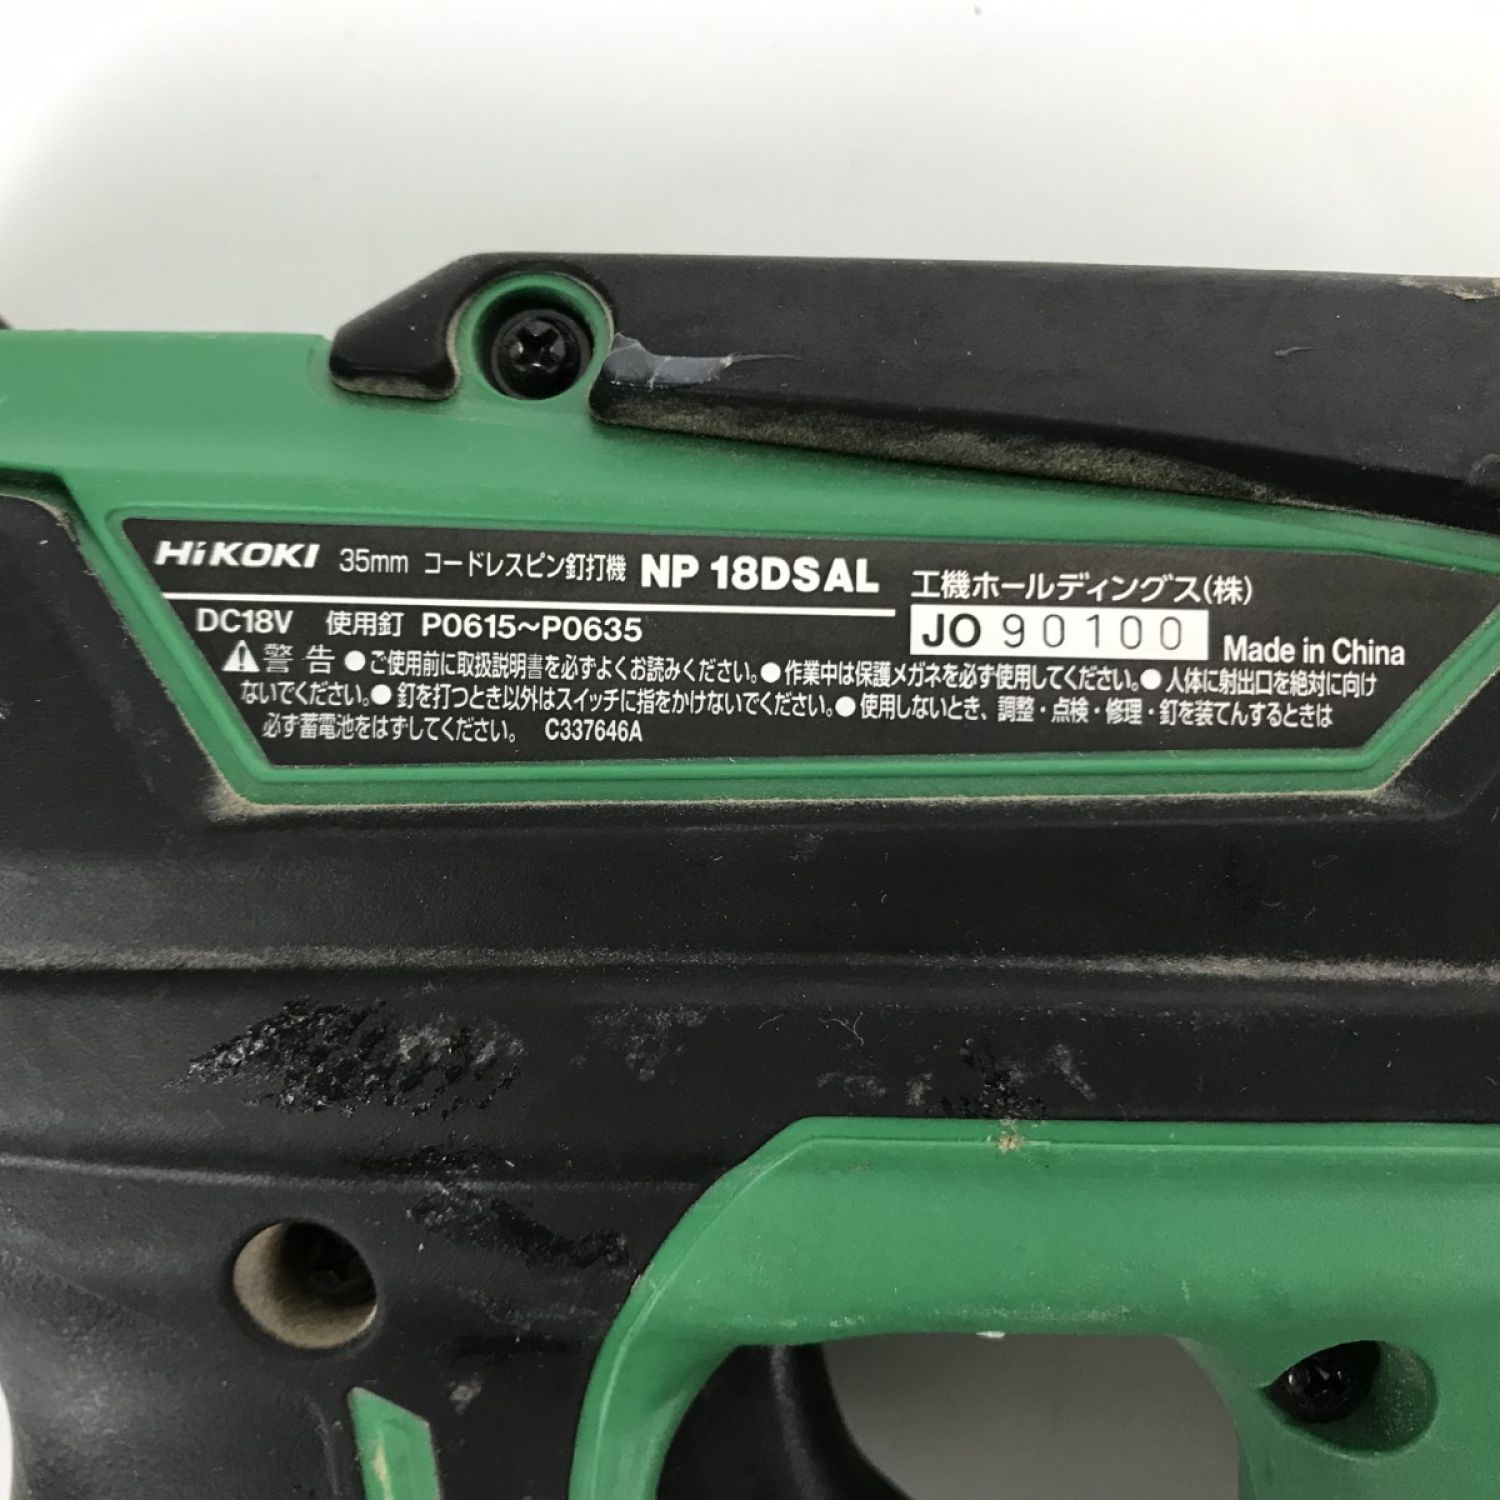 HiKOKI 35mm コードレスピン釘打機 NP 18DSAL 工機ホールディングス(株)
DC18V 使用釘 P0615~P0635 JO 90100 Made in China
警告 ●ご使用前に取扱説明書を必ずよくお読みください。●作業中は保護メガネを必ず使用してください。●人体に射出口を絶対に向け
ないでください。●釘を打つとき以外はスイッチに指をかけないでください。●使用しないとき、調整・点検・修理・釘を装てんするときは
必ず蓄電池をはずしてください。 C337646A